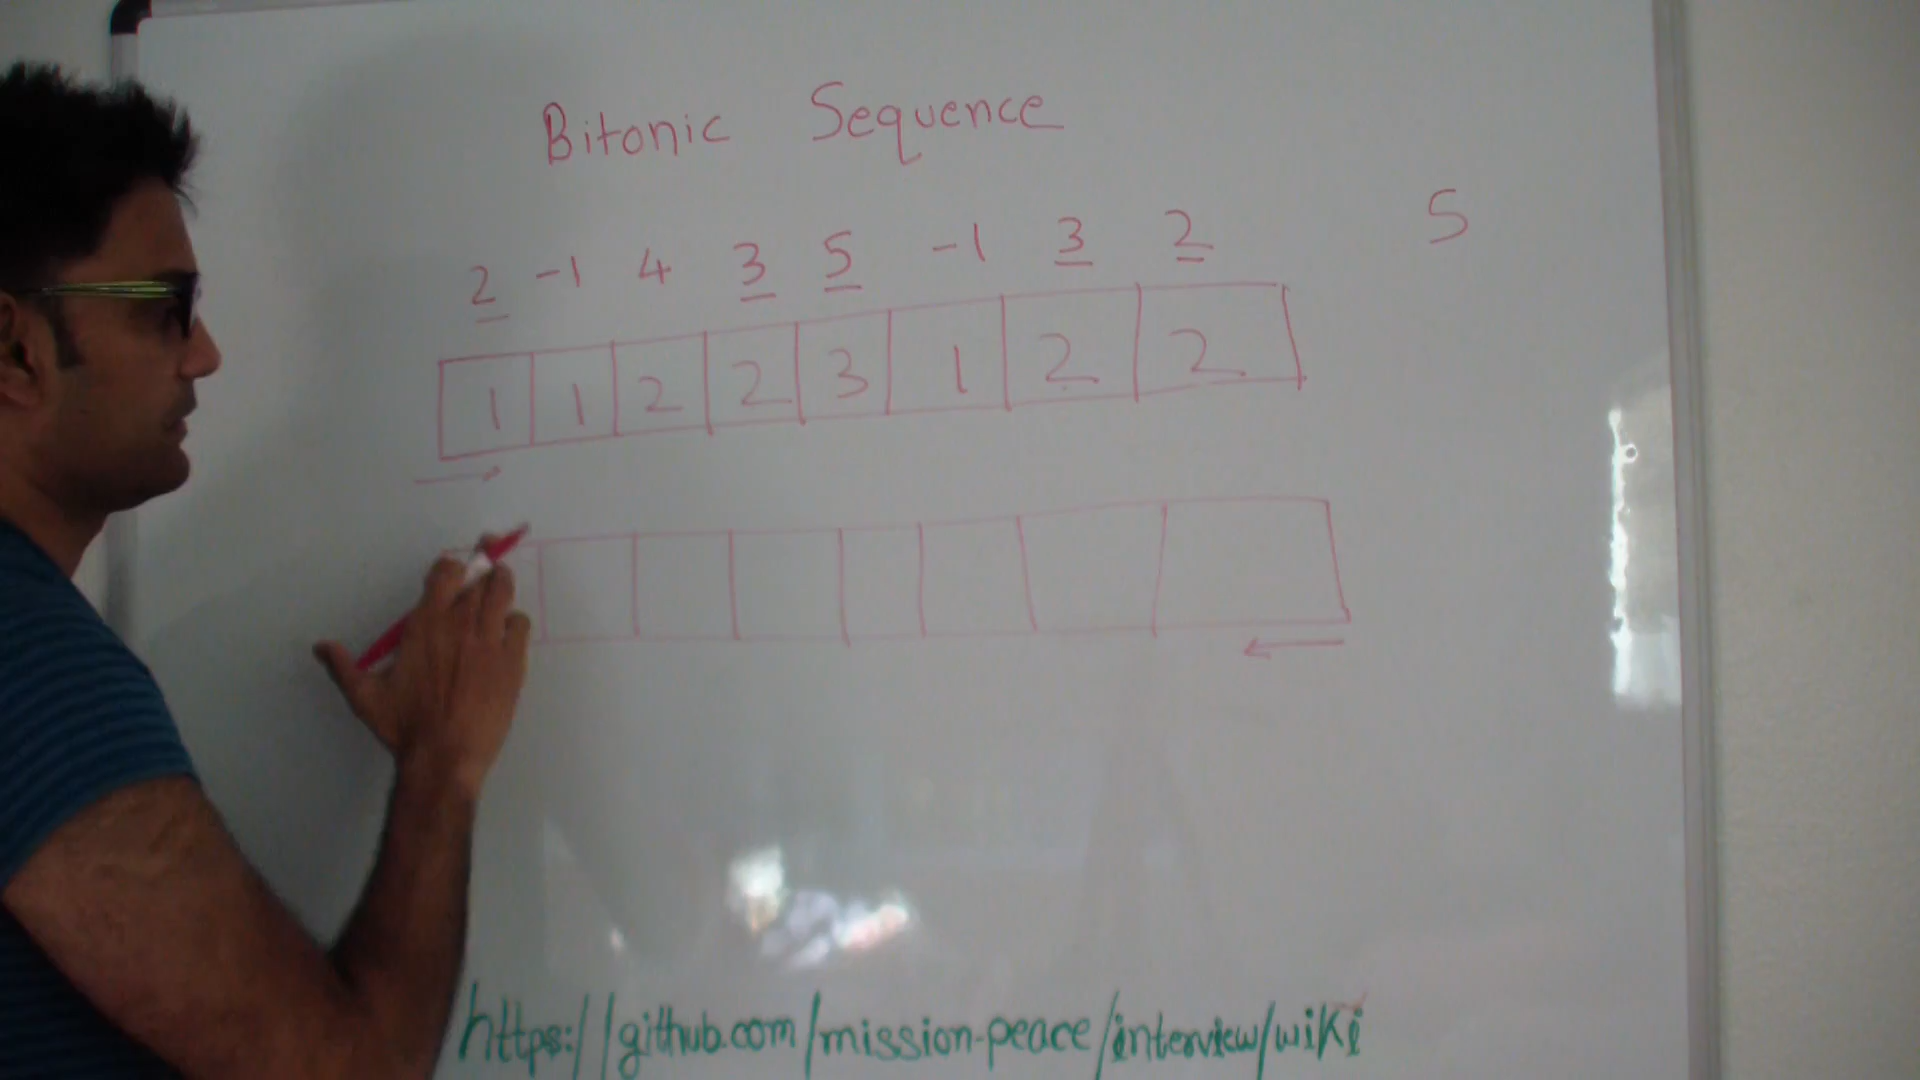 Bitonic Sequence
2 -1 4 3 5 -1 3 2 5
1 1 2 2 3 1 2 2
https://github.com/mission-peace/interview/wiki